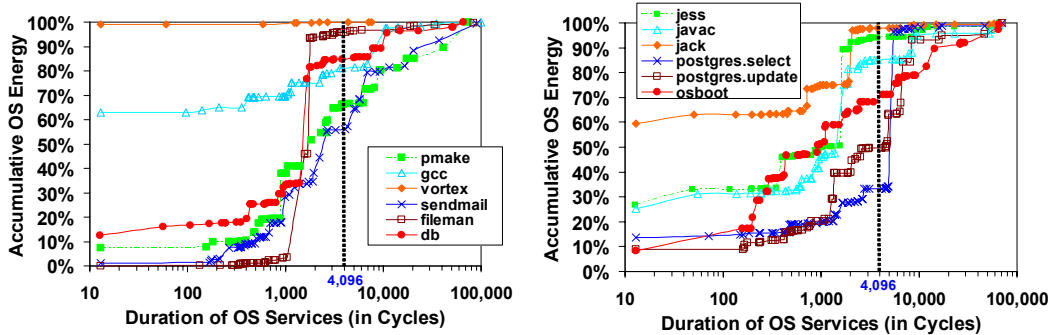 Accumulative OS Energy
100%
90%
80%
70%
60%
50%
40%
30%
20%
10%
0%
pmake
gcc
vortex
sendmail
fileman
db
10
100
1,000
4,096
10,000
100,000
Duration of OS Services (in Cycles)
Accumulative OS Energy
100%
90%
80%
70%
60%
50%
40%
30%
20%
10%
0%
jess
javac
jack
postgres.select
postgres.update
osboot
10
100
1,000
4,096
10,000
100,000
Duration of OS Services (in Cycles)